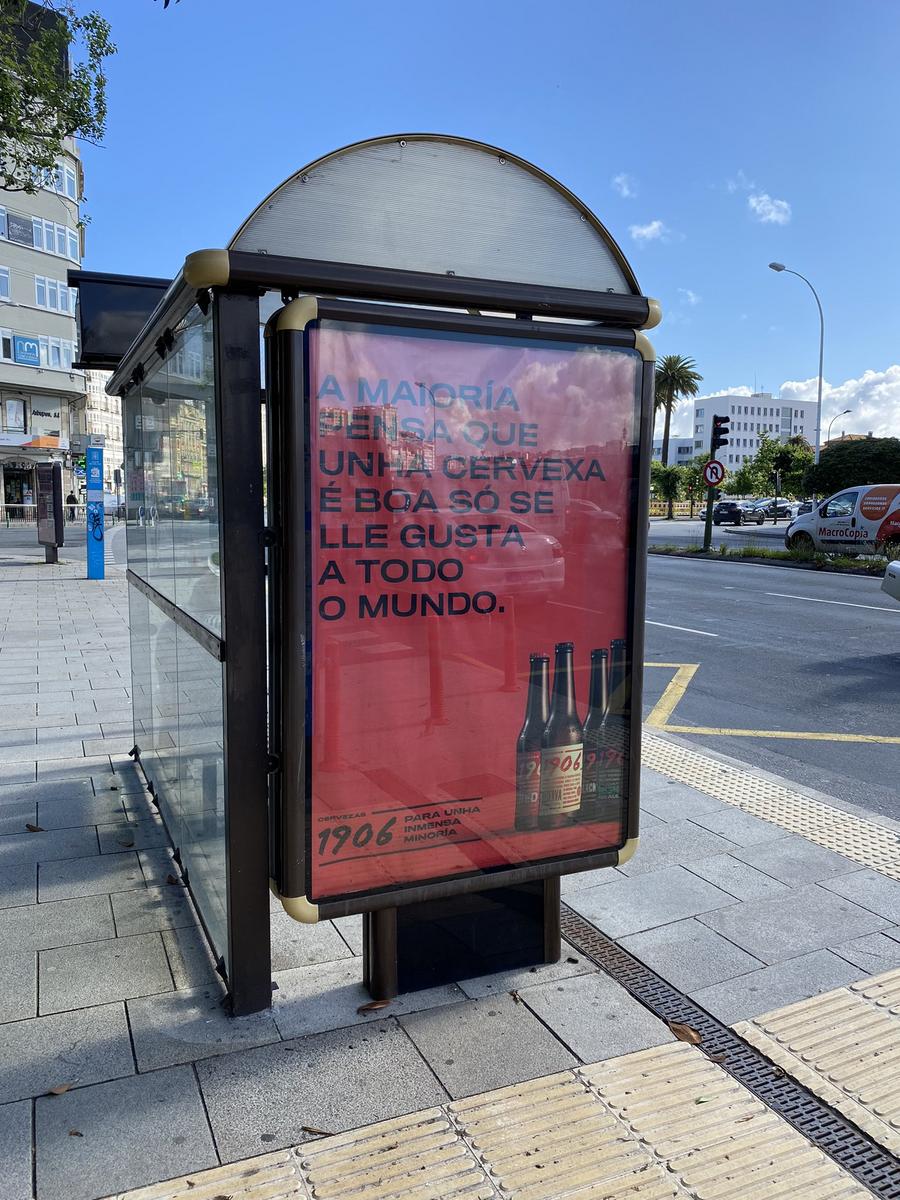 A MAIORÍA
PENSA QUE
UNHA CERVEXA
É BOA SÓ SE
LLE GUSTA
A TODO
O MUNDO.
CERVEZAS
1906
PARA UNHA
INMENSA
MINORÍA
1906
MacroCopia
nm